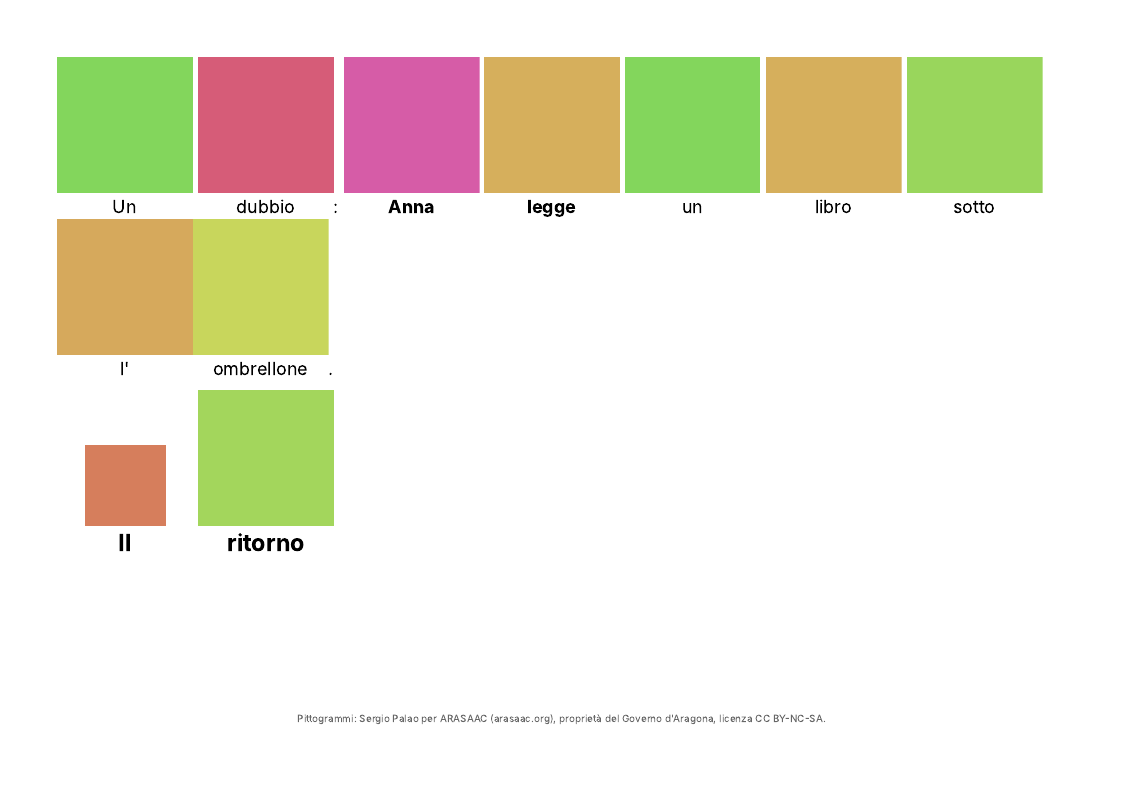 Un dubbio : Anna legge un libro sotto
l' ombrellone .
Il ritorno
Pittogrammi: Sergio Palao per ARASAAC (arasaac.org), proprietà del Governo d'Aragona, licenza CC BY-NC-SA.